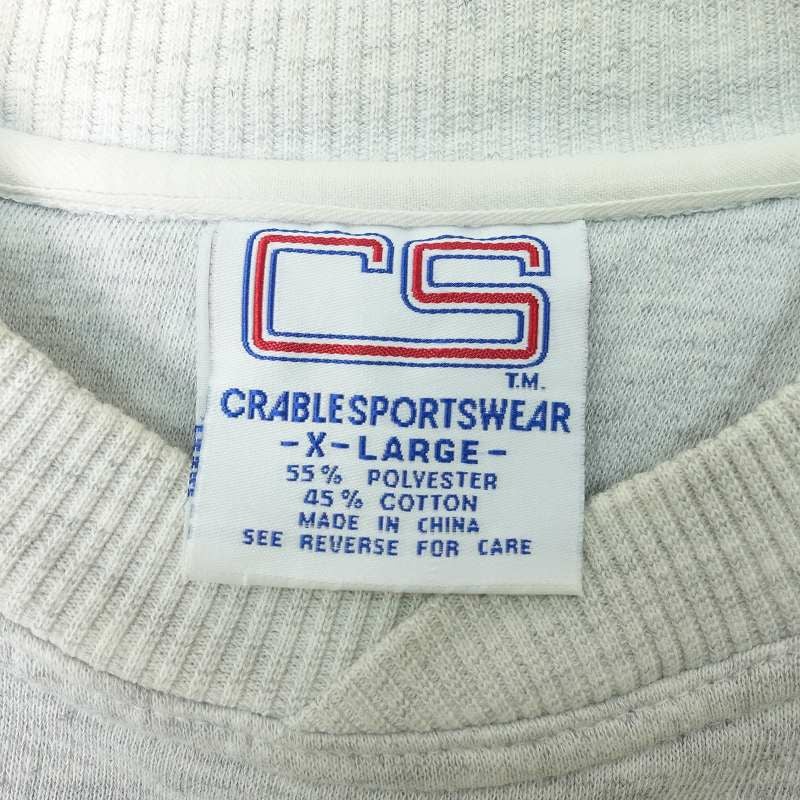 CS
T.M.
CRABLESPORTSWEAR
-X-LARGE-
55% POLYESTER
45% COTTON
MADE IN CHINA
SEE REVERSE FOR CARE